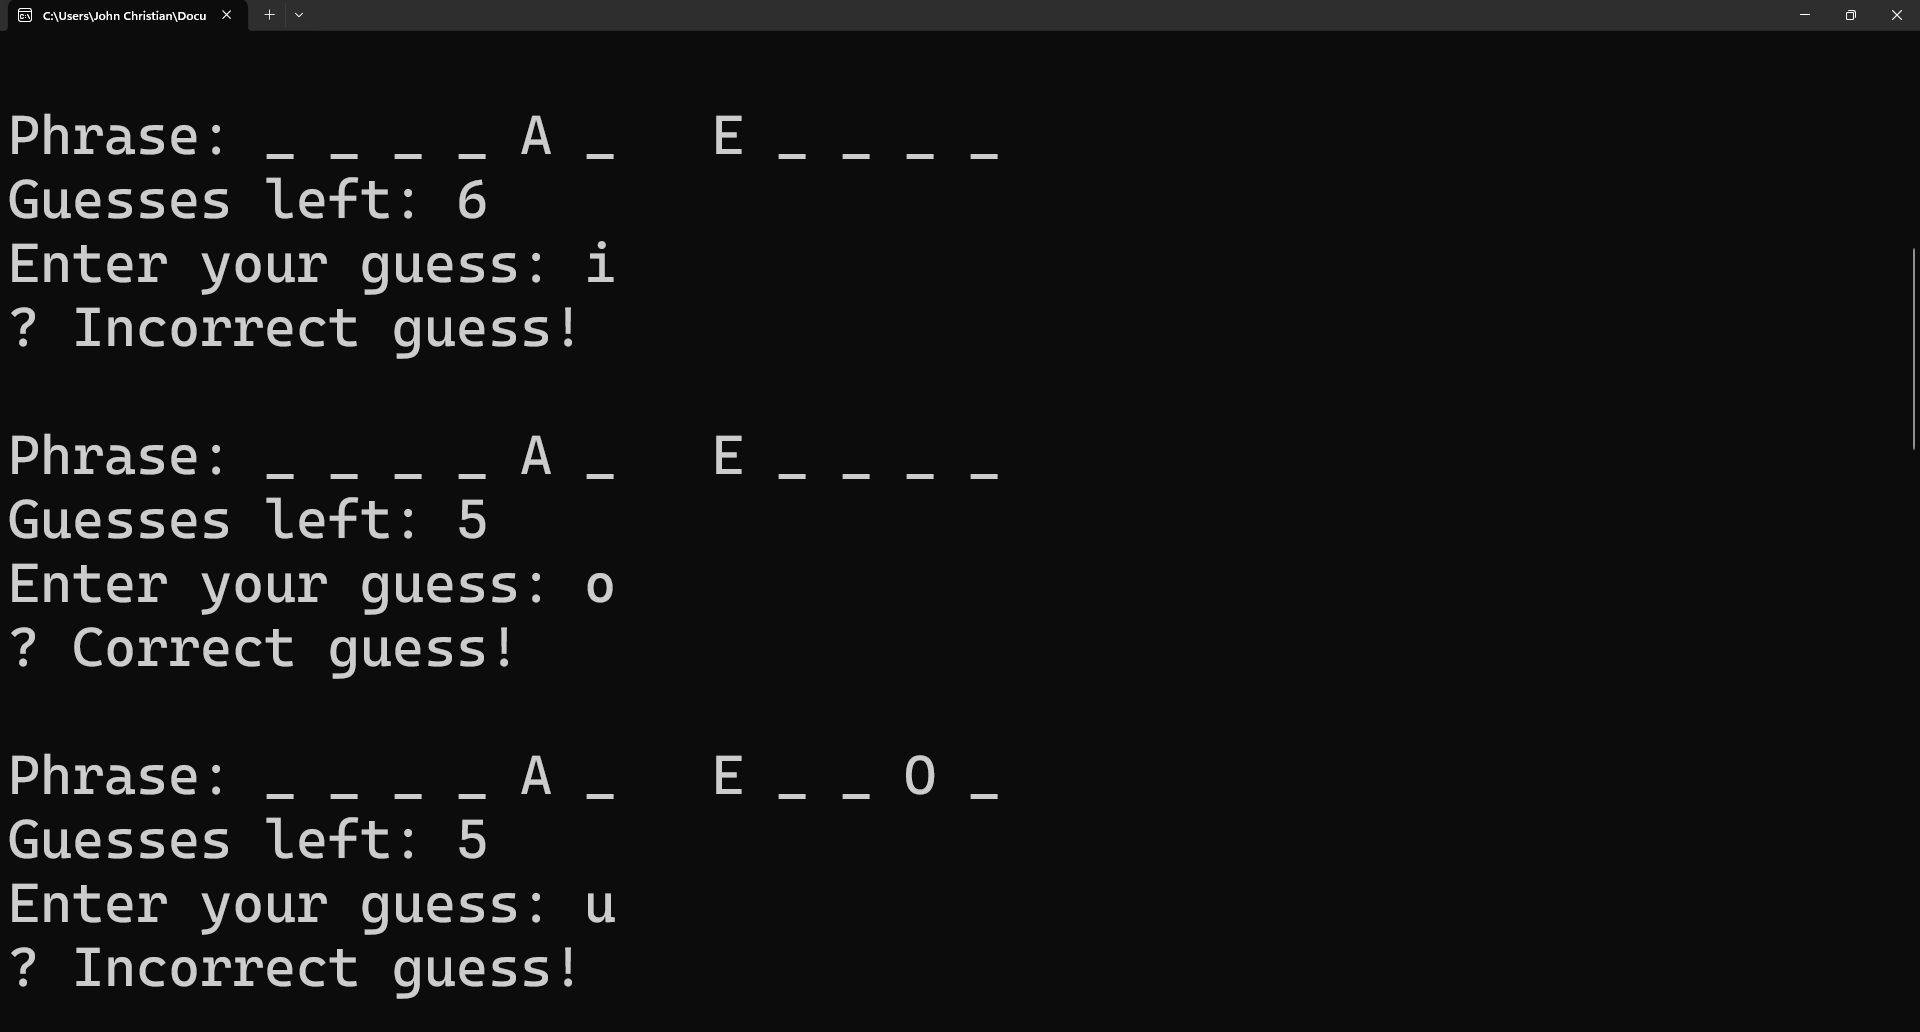 C:\Users\John Christian\Docu
Phrase: _ _ _ _ A _   E _ _ _ _
Guesses left: 6
Enter your guess: i
? Incorrect guess!
Phrase: _ _ _ _ A _   E _ _ _ _
Guesses left: 5
Enter your guess: o
? Correct guess!
Phrase: _ _ _ _ A _   E _ _ O _
Guesses left: 5
Enter your guess: u
? Incorrect guess!